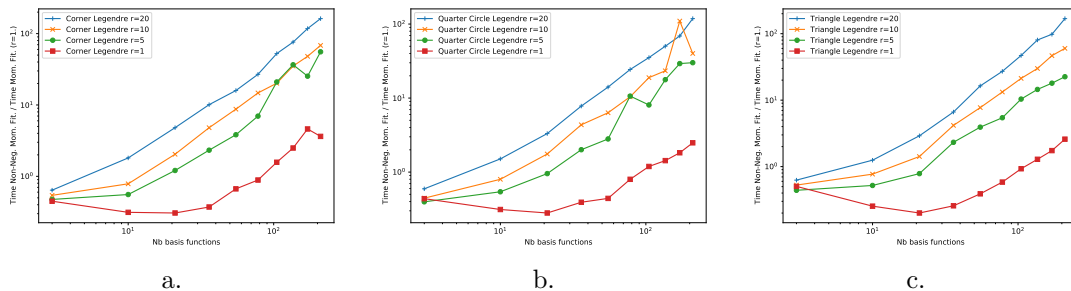 Time Non-Neg. Mom. Fit. / Time Mom. Fit. (r=1.)
10²
10¹
10⁰
Corner Legendre r=20
Corner Legendre r=10
Corner Legendre r=5
Corner Legendre r=1
10¹
10²
Nb basis functions
a.
Time Non-Neg. Mom. Fit. / Time Mom. Fit. (r=1.)
10²
10¹
10⁰
Quarter Circle Legendre r=20
Quarter Circle Legendre r=10
Quarter Circle Legendre r=5
Quarter Circle Legendre r=1
10¹
10²
Nb basis functions
b.
Time Non-Neg. Mom. Fit. / Time Mom. Fit. (r=1.)
10²
10¹
10⁰
Triangle Legendre r=20
Triangle Legendre r=10
Triangle Legendre r=5
Triangle Legendre r=1
10¹
10²
Nb basis functions
c.